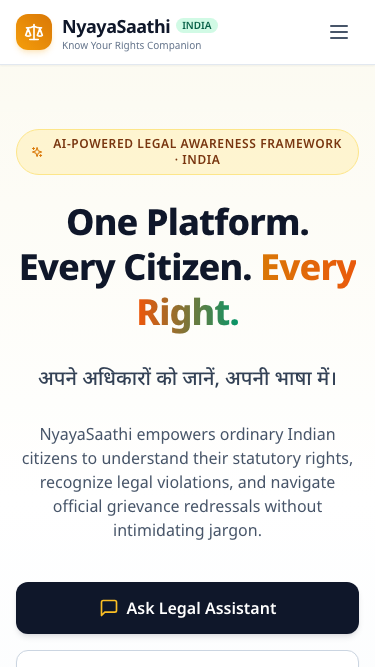 NyayaSaathi INDIA
Know Your Rights Companion
AI-POWERED LEGAL AWARENESS FRAMEWORK
· INDIA
One Platform.
Every Citizen. Every
Right.
अपने अधिकारों को जानें, अपनी भाषा में।
NyayaSaathi empowers ordinary Indian
citizens to understand their statutory rights,
recognize legal violations, and navigate
official grievance redressals without
intimidating jargon.
Ask Legal Assistant